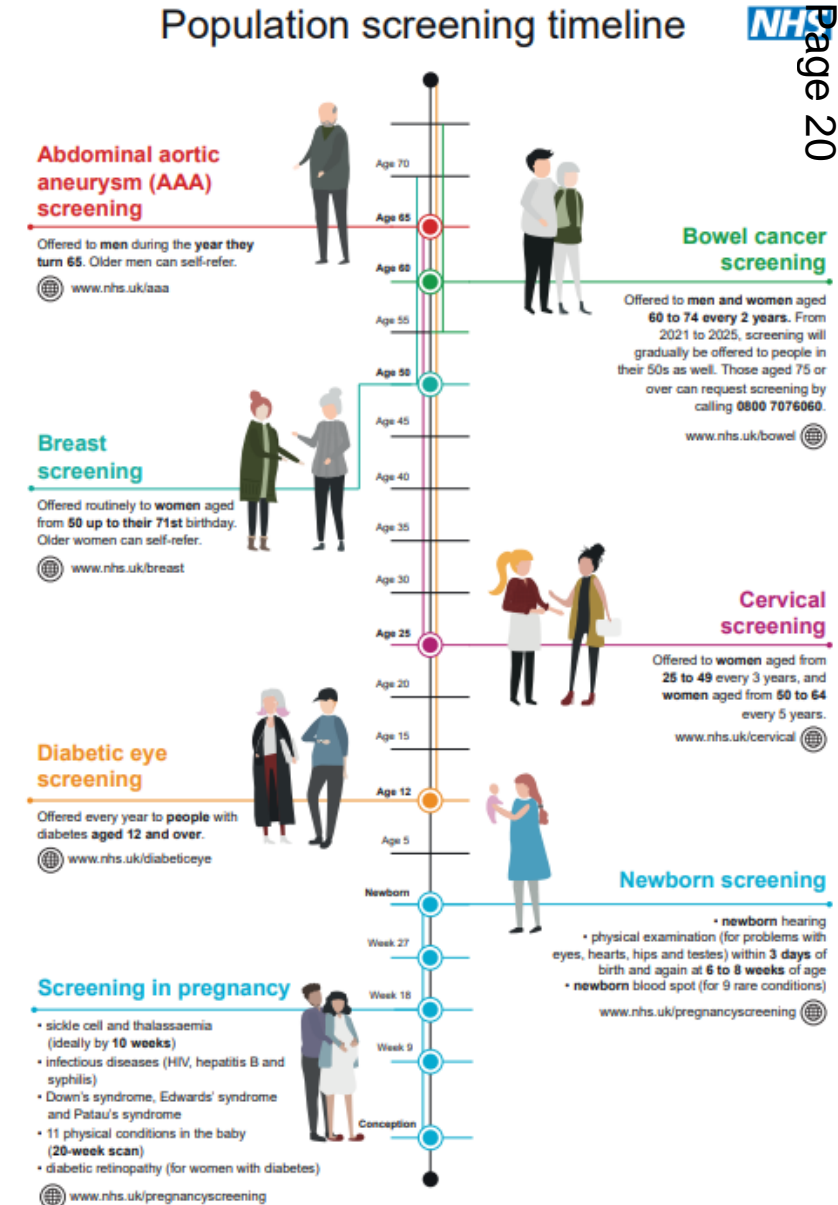 Population screening timeline
NHS
Page 20
Abdominal aortic
aneurysm (AAA)
screening
Offered to men during the year they
turn 65. Older men can self-refer.
www.nhs.uk/aaa
Age 70
Age 65
Age 60
Age 55
Age 50
Age 45
Age 40
Age 35
Age 30
Age 25
Age 20
Age 15
Age 12
Age 5
Newborn
Week 27
Week 18
Week 9
Conception
Bowel cancer
screening
Offered to men and women aged
60 to 74 every 2 years. From
2021 to 2025, screening will
gradually be offered to people in
their 50s as well. Those aged 75 or
over can request screening by
calling 0800 7076060.
www.nhs.uk/bowel
Breast
screening
Offered routinely to women aged
from 50 up to their 71st birthday.
Older women can self-refer.
www.nhs.uk/breast
Cervical
screening
Offered to women aged from
25 to 49 every 3 years, and
women aged from 50 to 64
every 5 years.
www.nhs.uk/cervical
Diabetic eye
screening
Offered every year to people with
diabetes aged 12 and over.
www.nhs.uk/diabeticeye
Newborn screening
• newborn hearing
• physical examination (for problems with
eyes, hearts, hips and testes) within 3 days of
birth and again at 6 to 8 weeks of age
• newborn blood spot (for 9 rare conditions)
www.nhs.uk/pregnancyscreening
Screening in pregnancy
• sickle cell and thalassaemia
(ideally by 10 weeks)
• infectious diseases (HIV, hepatitis B and
syphilis)
• Down's syndrome, Edwards' syndrome
and Patau's syndrome
• 11 physical conditions in the baby
(20-week scan)
• diabetic retinopathy (for women with diabetes)
www.nhs.uk/pregnancyscreening